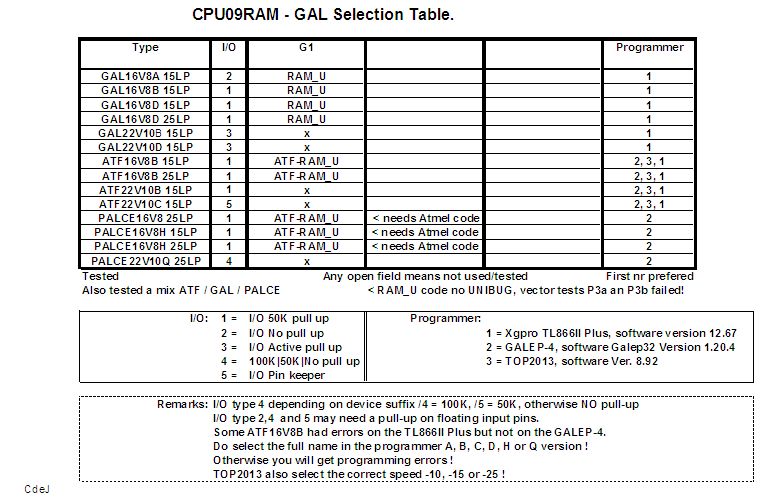 CPU09RAM - GAL Selection Table.
Type I/O G1 Programmer
GAL16V8A 15LP 2 RAM_U 1
GAL16V8B 15LP 1 RAM_U 1
GAL16V8D 15LP 1 RAM_U 1
GAL16V8D 25LP 1 RAM_U 1
GAL22V10B 15LP 3 x 1
GAL22V10D 15LP 3 x 1
ATF16V8B 15LP 1 ATF-RAM_U 2, 3, 1
ATF16V8B 25LP 1 ATF-RAM_U 2, 3, 1
ATF22V10B 15LP 1 x 2, 3, 1
ATF22V10C 15LP 5 x 2, 3, 1
PALCE16V8 25LP 1 ATF-RAM_U < needs Atmel code 2
PALCE16V8H 15LP 1 ATF-RAM_U < needs Atmel code 2
PALCE16V8H 25LP 1 ATF-RAM_U < needs Atmel code 2
PALCE22V10Q 25LP 4 x 2
Tested Any open field means not used/tested First nr prefered
Also tested a mix ATF / GAL / PALCE < RAM_U code no UNIBUG, vector tests P3a an P3b failed!
I/O: 1 = I/O 50K pull up Programmer:
2 = I/O No pull up 1 = Xgpro TL866II Plus, software version 12.67
3 = I/O Active pull up 2 = GALEP-4, software Galep32 Version 1.20.4
4 = 100K|50K|No pull up 3 = TOP2013, software Ver. 8.92
5 = I/O Pin keeper
Remarks: I/O type 4 depending on device suffix /4 = 100K, /5 = 50K, otherwise NO pull-up
I/O type 2,4 and 5 may need a pull-up on floating input pins.
Some ATF16V8B had errors on the TL866II Plus but not on the GALEP-4.
Do select the full name in the programmer A, B, C, D, H or Q version !
Otherwise you will get programming errors !
TOP2013 also select the correct speed -10, -15 or -25 !
CdeJ